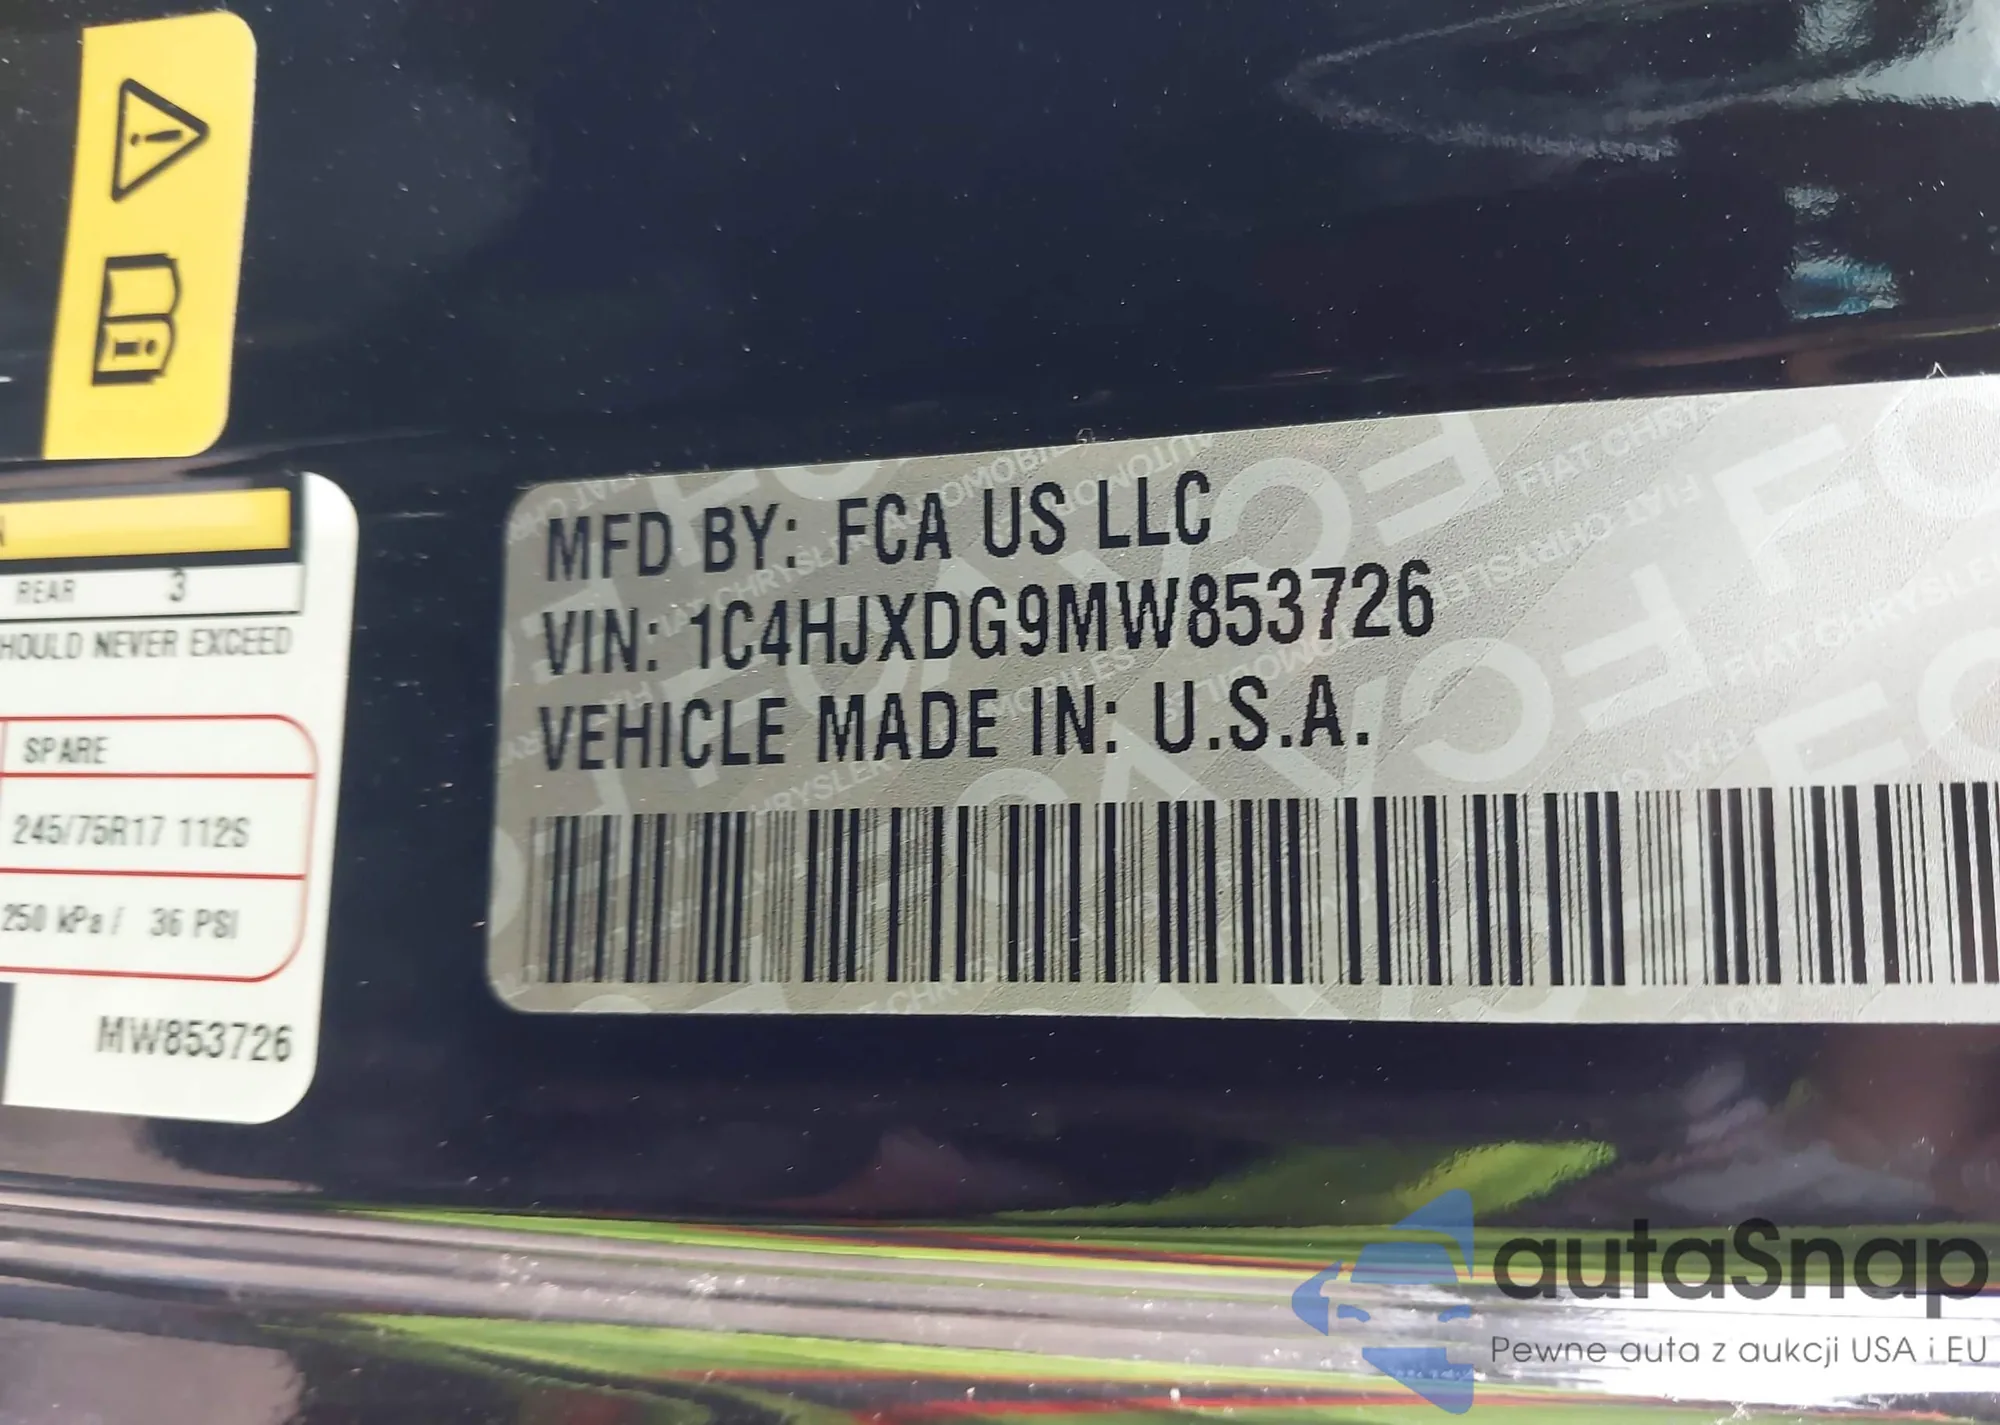 REAR 3
HOULD NEVER EXCEED
SPARE
245/75R17 112S
250 kPa / 36 PSI
MW853726
MFD BY: FCA US LLC
VIN: 1C4HJXDG9MW853726
VEHICLE MADE IN: U.S.A.
autaSnap
Pewne auta z aukcji USA i EU